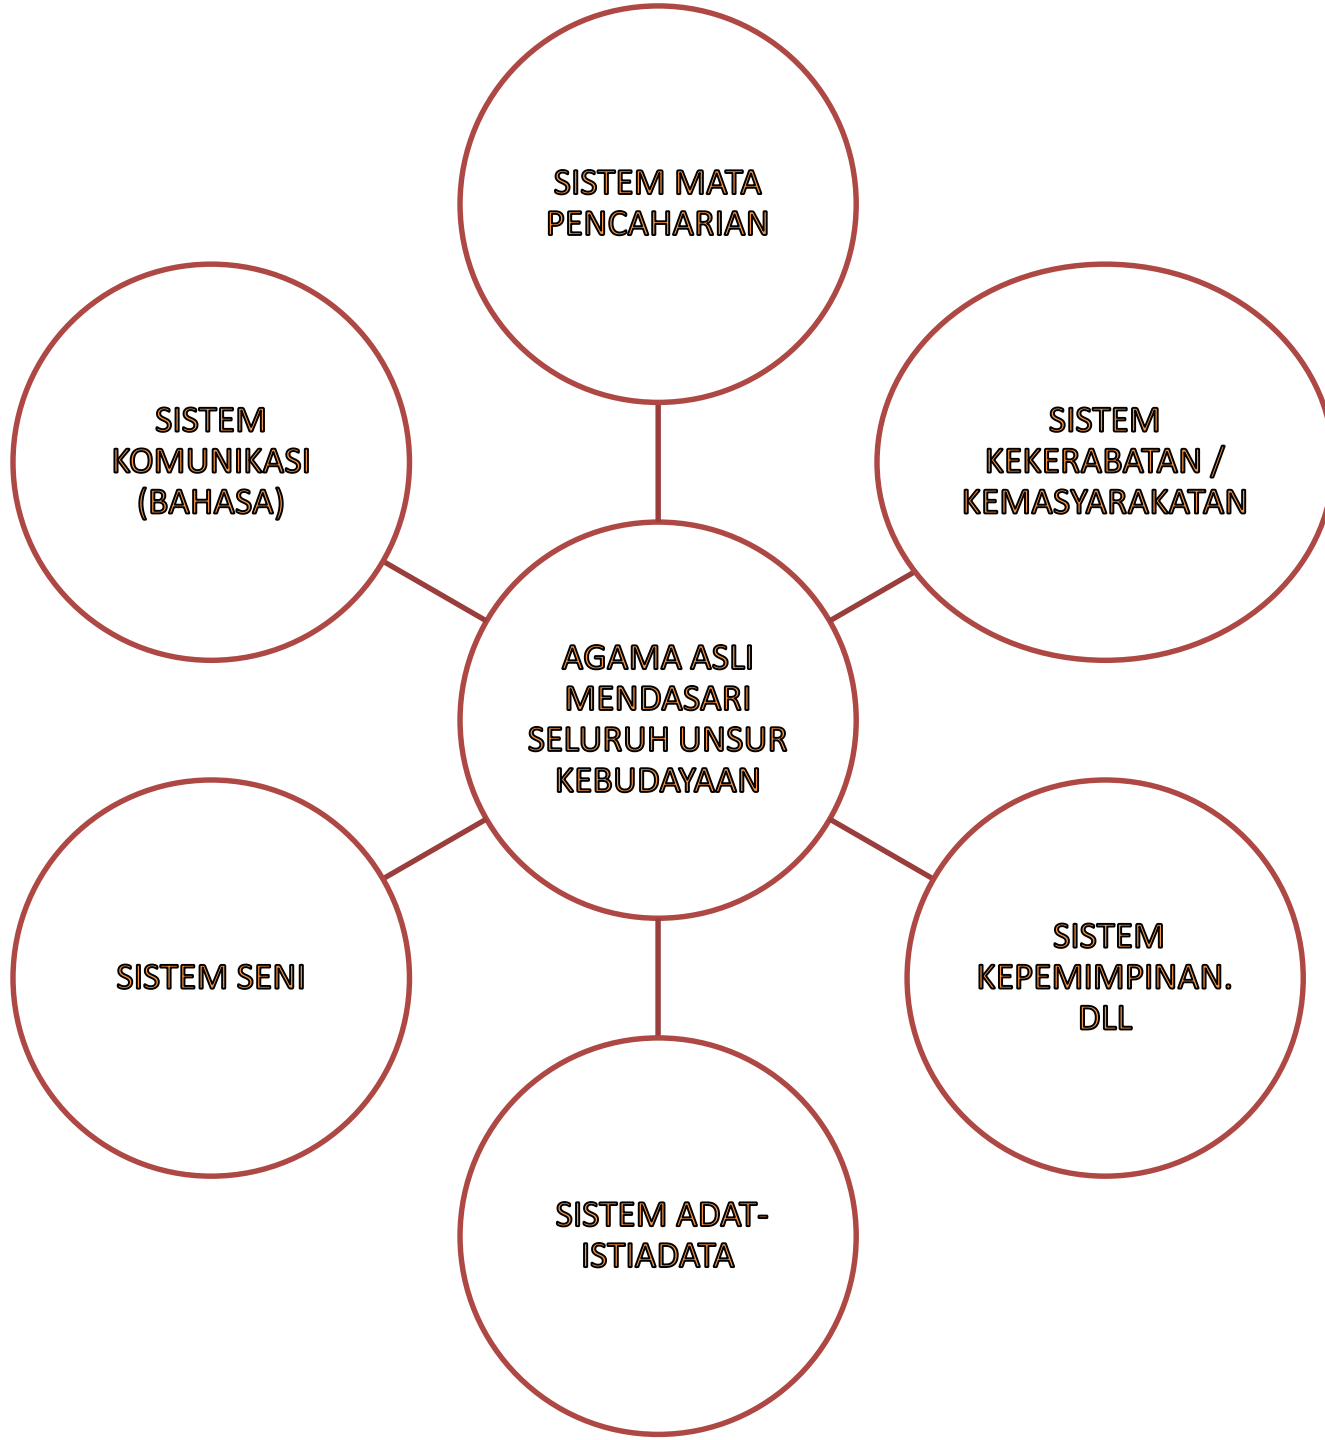 SISTEM MATA
PENCAHARIAN
SISTEM
KEKERABATAN /
KEMASYARAKATAN
SISTEM
KEPEMIMPINAN.
DLL
SISTEM ADAT-
ISTIADATA
SISTEM SENI
SISTEM
KOMUNIKASI
(BAHASA)
AGAMA ASLI
MENDASARI
SELURUH UNSUR
KEBUDAYAAN